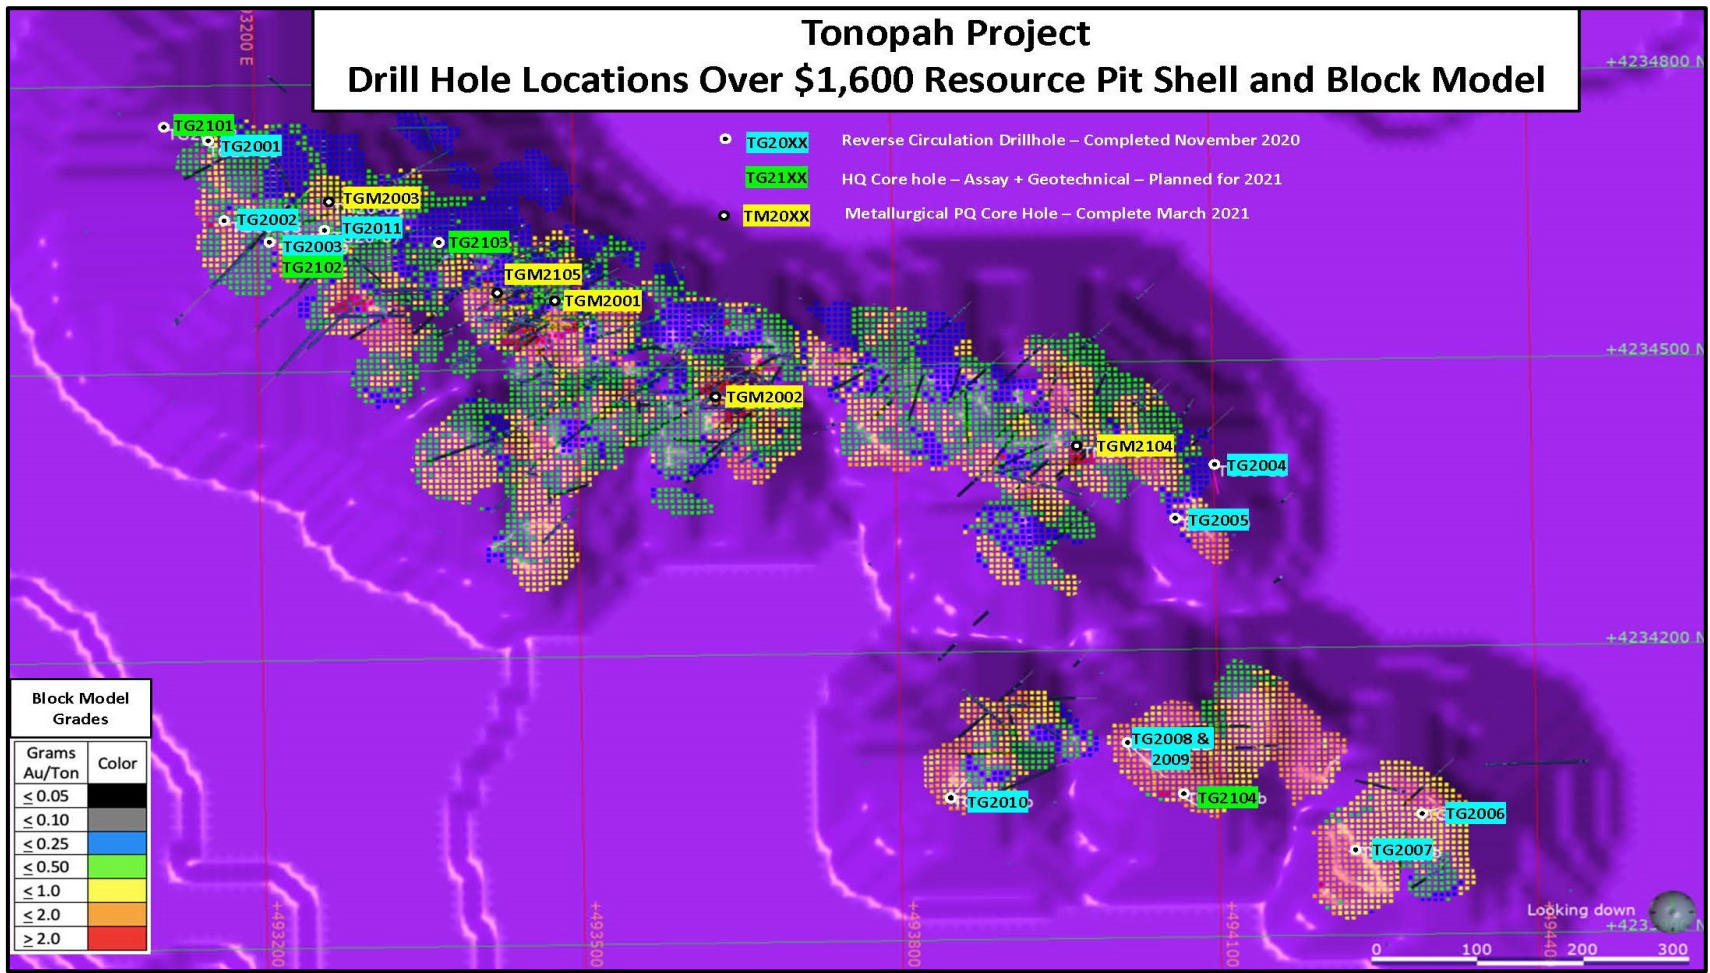 Tonopah Project
Drill Hole Locations Over $1,600 Resource Pit Shell and Block Model
93200 E
+4234800 N
TG20XX Reverse Circulation Drillhole – Completed November 2020
TG21XX HQ Core hole – Assay + Geotechnical – Planned for 2021
TM20XX Metallurgical PQ Core Hole – Complete March 2021
TG2101
TG2001
TGM2003
TG2002
TG2011
TG2003
TG2103
TG2102
TGM2105
TGM2001
+4234500 N
TGM2002
TGM2104
TG2004
TG2005
+4234200 N
TG2008 &
2009
TG2010
TG2104
TG2006
TG2007
Block Model
Grades
Grams
Au/Ton Color
≤ 0.05
≤ 0.10
≤ 0.25
≤ 0.50
≤ 1.0
≤ 2.0
≥ 2.0
+493200
+493500
+493800
+494100
Looking down
0 100 200 300